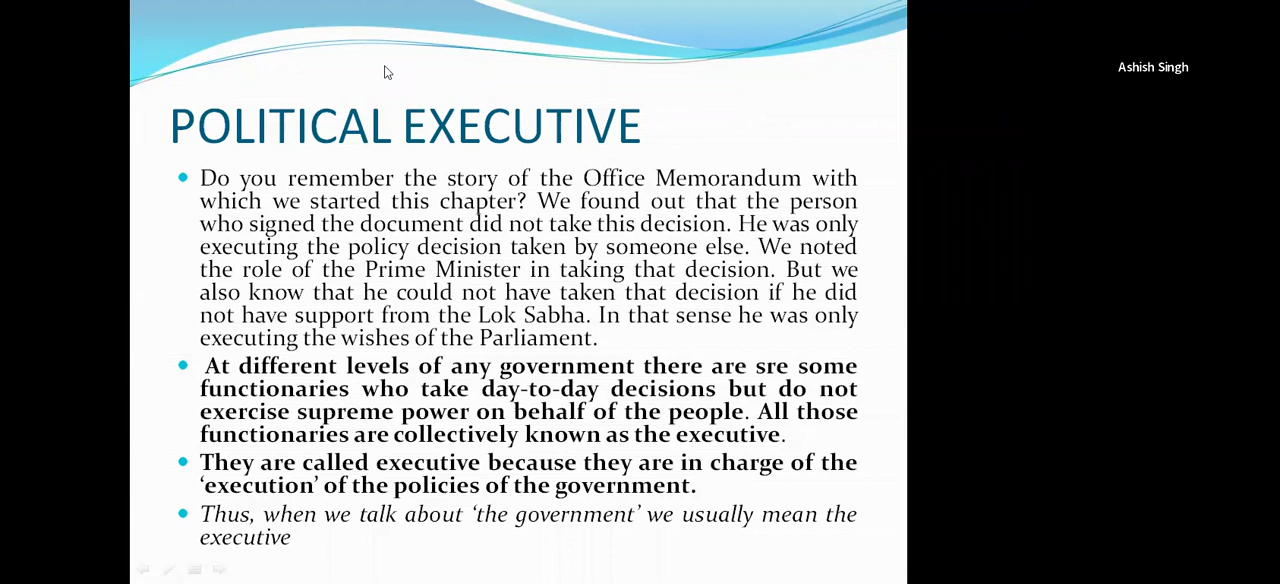 Ashish Singh
POLITICAL EXECUTIVE
Do you remember the story of the Office Memorandum with
which we started this chapter? We found out that the person
who signed the document did not take this decision. He was only
executing the policy decision taken by someone else. We noted
the role of the Prime Minister in taking that decision. But we
also know that he could not have taken that decision if he did
not have support from the Lok Sabha. In that sense he was only
executing the wishes of the Parliament.
At different levels of any government there are sre some
functionaries who take day-to-day decisions but do not
exercise supreme power on behalf of the people. All those
functionaries are collectively known as the executive.
They are called executive because they are in charge of the
‘execution’ of the policies of the government.
Thus, when we talk about ‘the government’ we usually mean the
executive